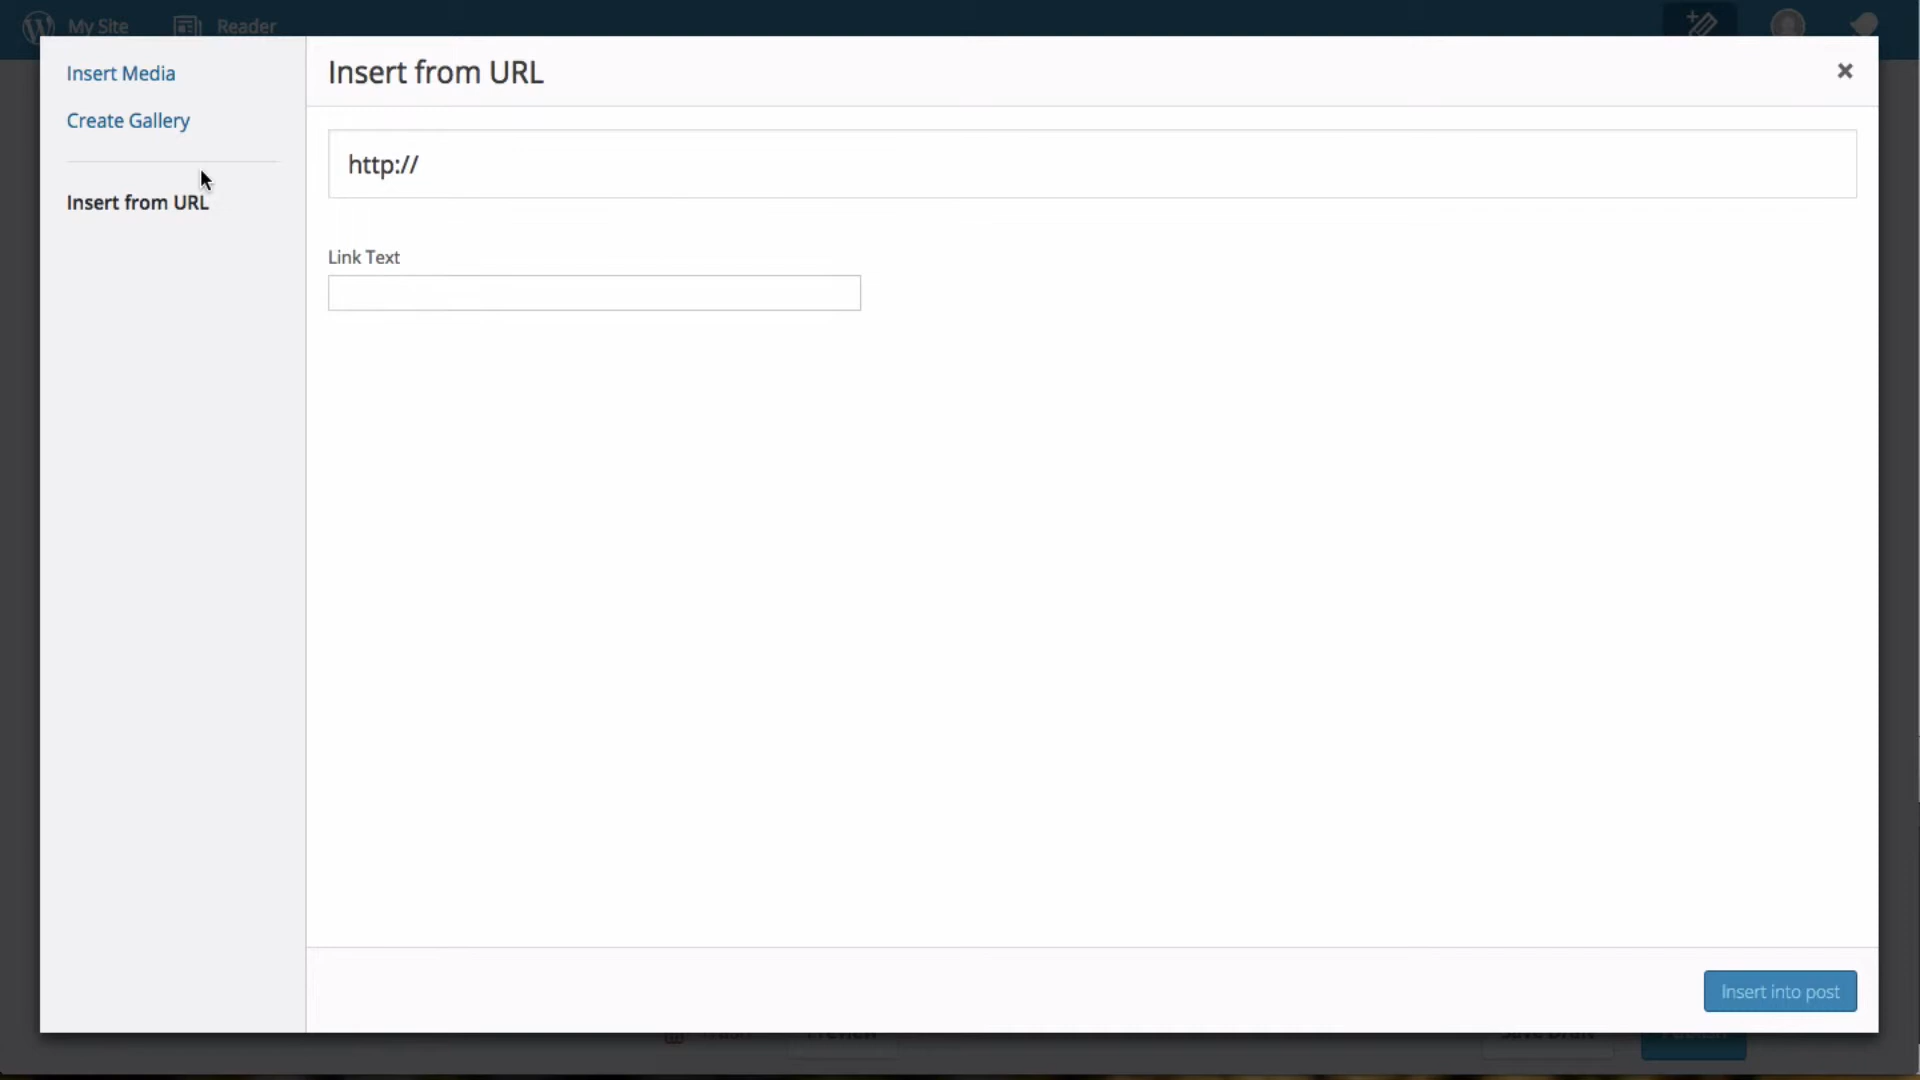 My Site
Reader
Insert Media
Create Gallery
Insert from URL
Insert from URL
http://
Link Text
Insert into post